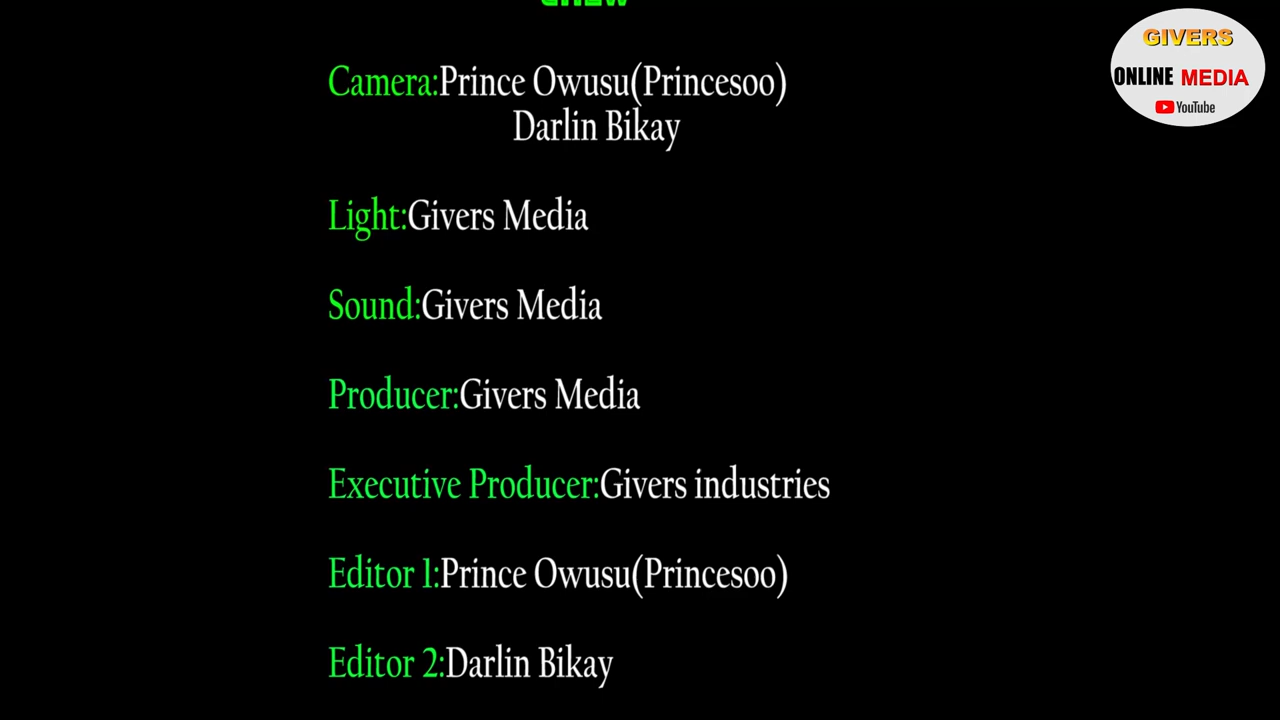 GIVERS
ONLINE MEDIA
YouTube
Camera:Prince Owusu(Princesoo)
Darlin Bikay
Light:Givers Media
Sound:Givers Media
Producer:Givers Media
Executive Producer:Givers industries
Editor 1:Prince Owusu(Princesoo)
Editor 2:Darlin Bikay